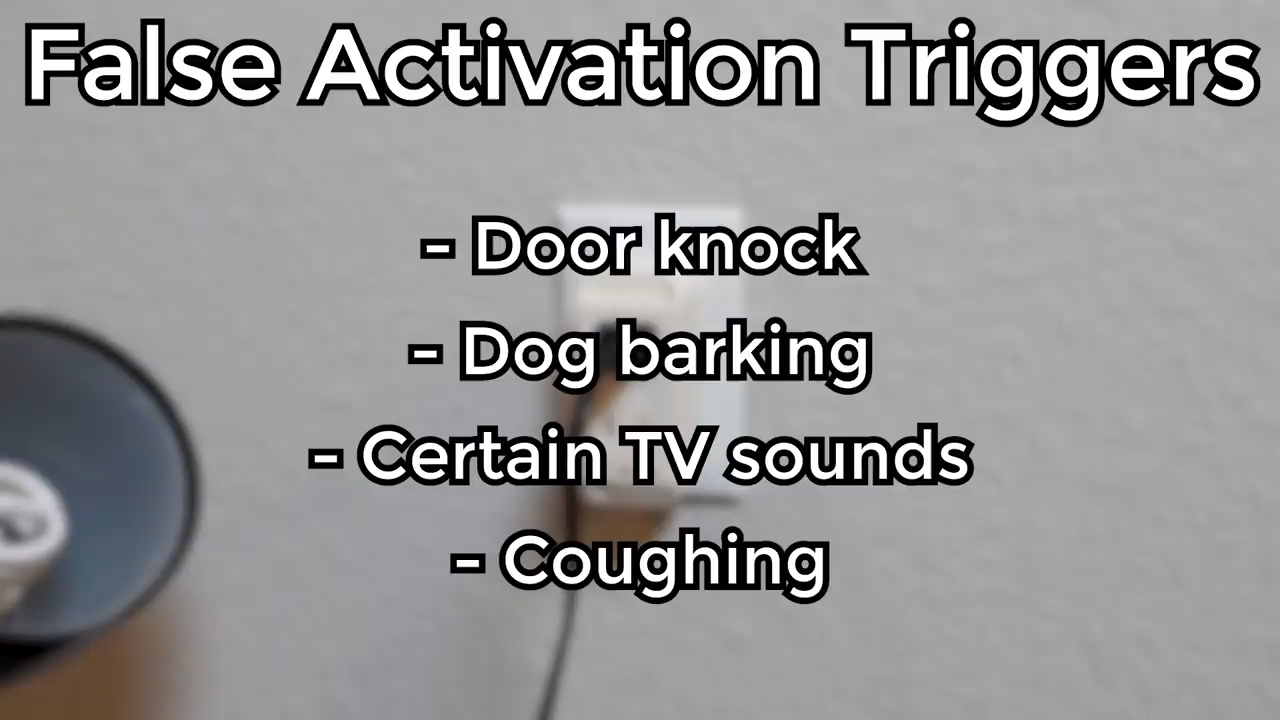 False Activation Triggers
- Door knock
- Dog barking
- Certain TV sounds
- Coughing